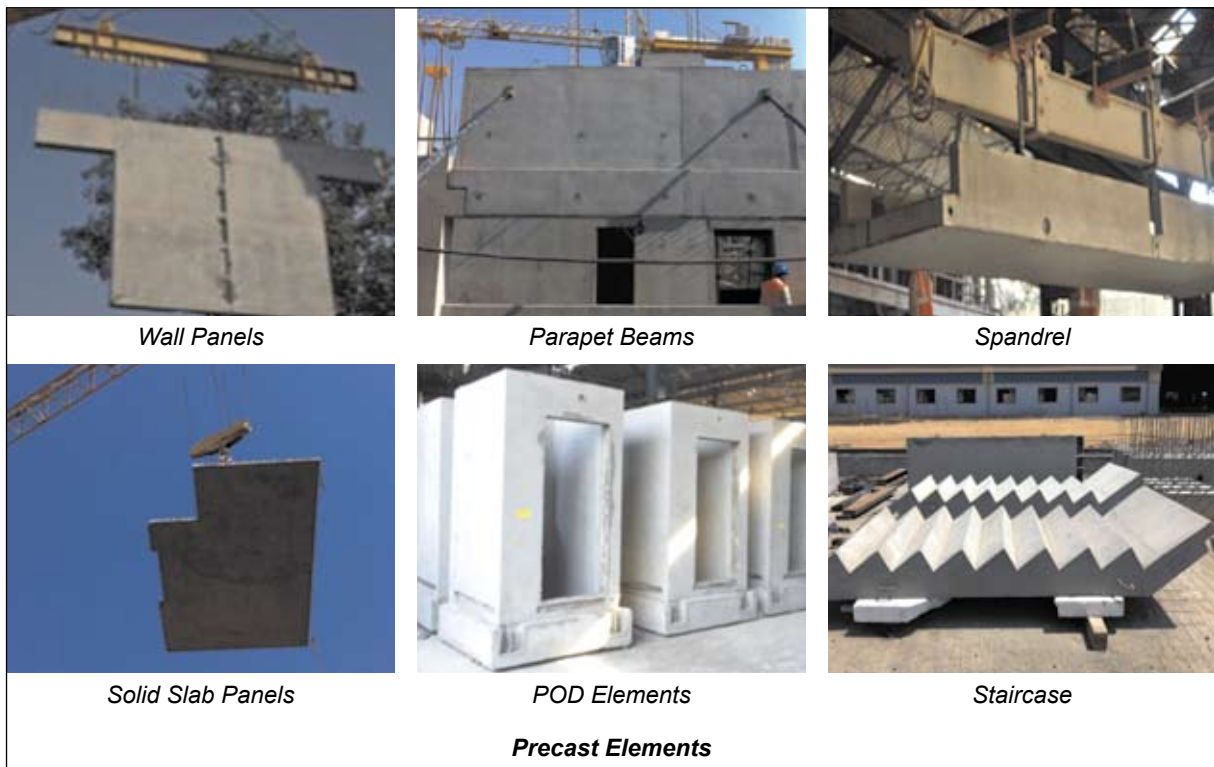 Wall Panels
Parapet Beams
Spandrel
Solid Slab Panels
POD Elements
Staircase
Precast Elements